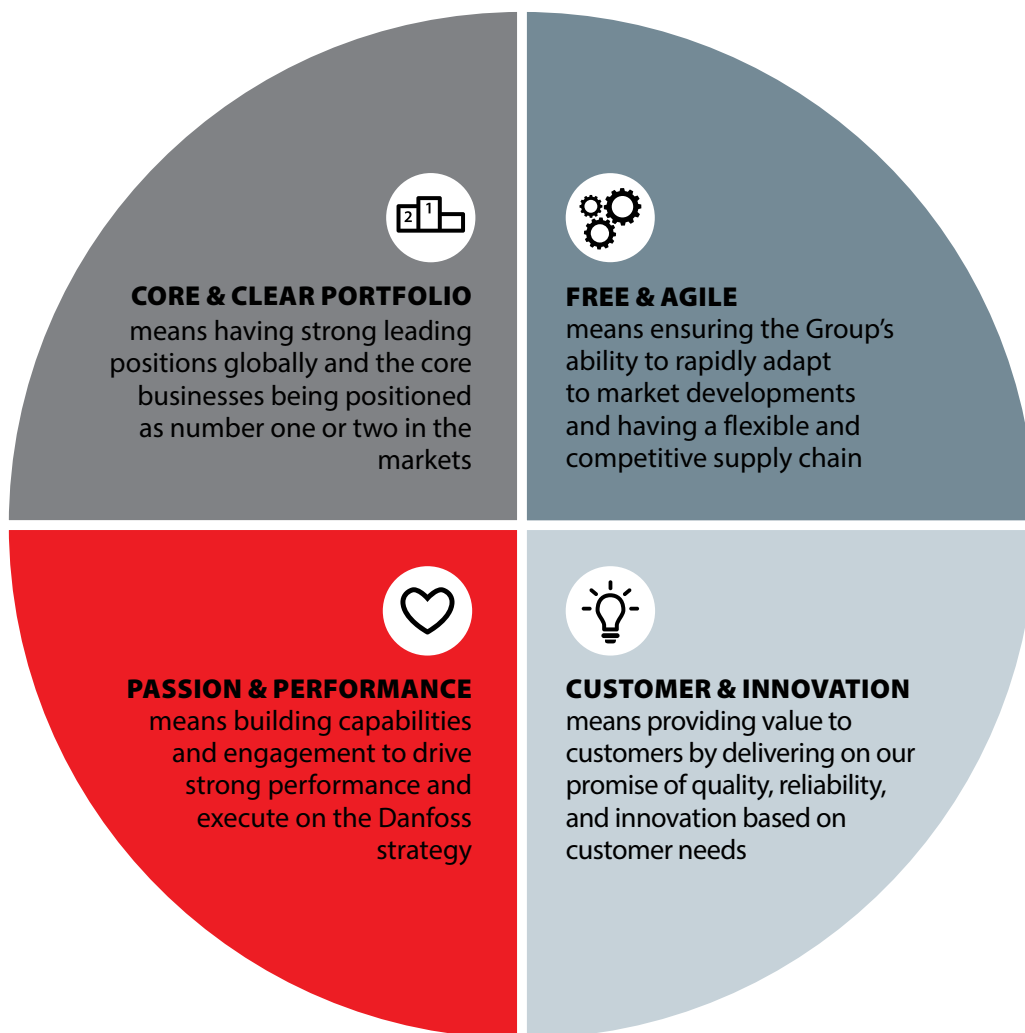 2 1
CORE & CLEAR PORTFOLIO
means having strong leading
positions globally and the core
businesses being positioned
as number one or two in the
markets
FREE & AGILE
means ensuring the Group's
ability to rapidly adapt
to market developments
and having a flexible and
competitive supply chain
PASSION & PERFORMANCE
means building capabilities
and engagement to drive
strong performance and
execute on the Danfoss
strategy
CUSTOMER & INNOVATION
means providing value to
customers by delivering on our
promise of quality, reliability,
and innovation based on
customer needs